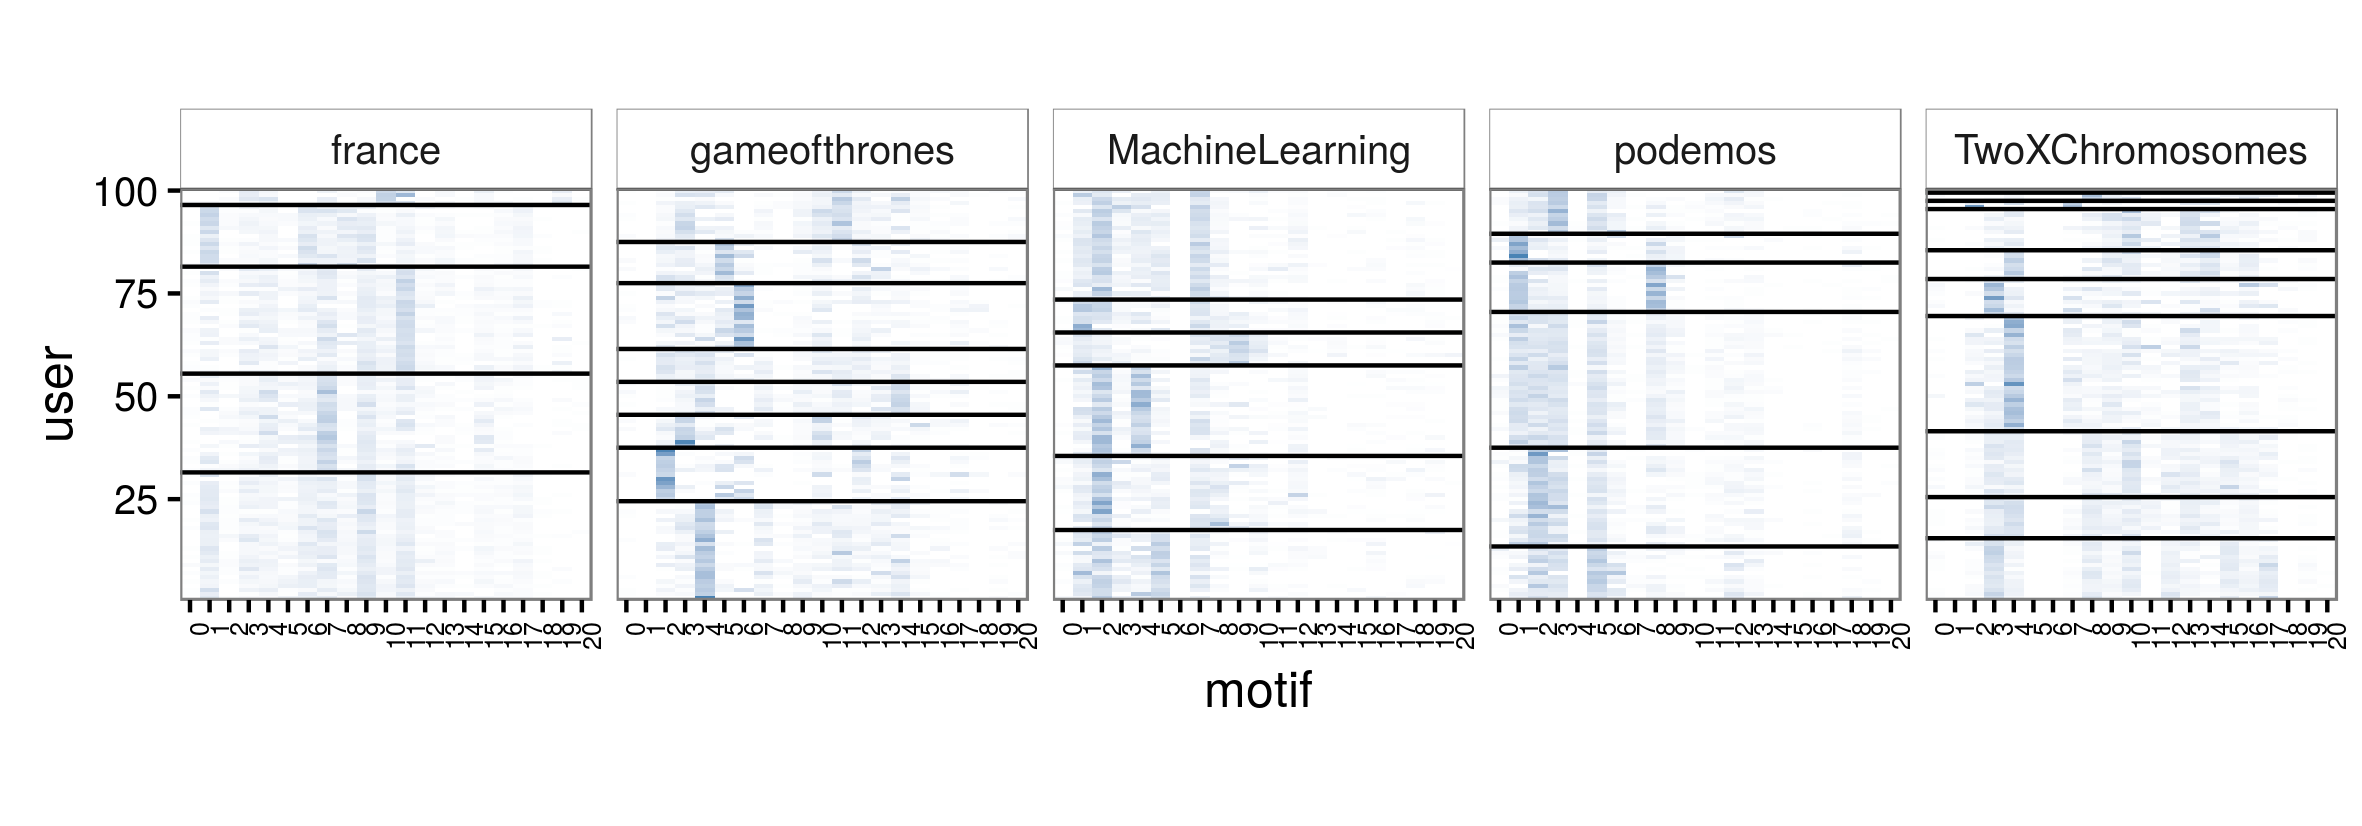 france gameofthrones MachineLearning podemos TwoXChromosomes
100
75
50
25
user
0 1 2 3 4 5 6 7 8 9 10 11 12 13 14 15 16 17 18 19 20 0 1 2 3 4 5 6 7 8 9 10 11 12 13 14 15 16 17 18 19 20 0 1 2 3 4 5 6 7 8 9 10 11 12 13 14 15 16 17 18 19 20 0 1 2 3 4 5 6 7 8 9 10 11 12 13 14 15 16 17 18 19 20 0 1 2 3 4 5 6 7 8 9 10 11 12 13 14 15 16 17 18 19 20
motif